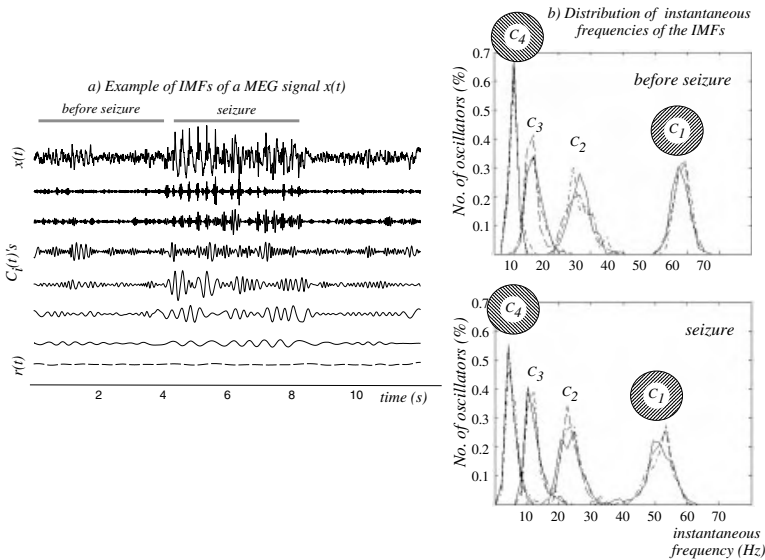 a) Example of IMFs of a MEG signal x(t)
before seizure
seizure
x(t)
C_i(t)'s
r(t)
2
4
6
8
10
time (s)
b) Distribution of instantaneous
frequencies of the IMFs
0.7
0.6
0.5
0.4
0.3
0.2
0.1
No. of oscillators (%)
before seizure
C4
C3
C2
C1
10 20 30 40 50 60 70
0.7
0.6
0.5
0.4
0.3
0.2
0.1
No. of oscillators (%)
seizure
C4
C3
C2
C1
10 20 30 40 50 60 70
instantaneous
frequency (Hz)